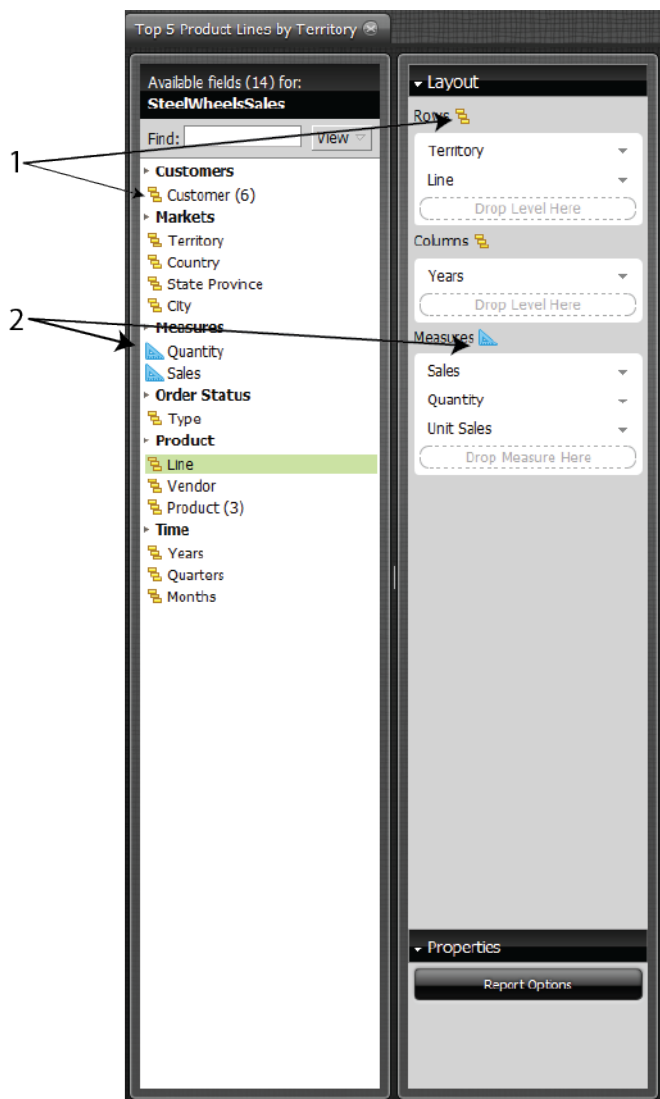 Top 5 Product Lines by Territory
Available fields (14) for:
SteelWheelsSales
Find:
View
1
Customers
Customer (6)
Markets
Territory
Country
State Province
City
2
Measures
Quantity
Sales
Order Status
Type
Product
Line
Vendor
Product (3)
Time
Years
Quarters
Months
Layout
Rows
Territory
Line
Drop Level Here
Columns
Years
Drop Level Here
Measures
Sales
Quantity
Unit Sales
Drop Measure Here
Properties
Report Options